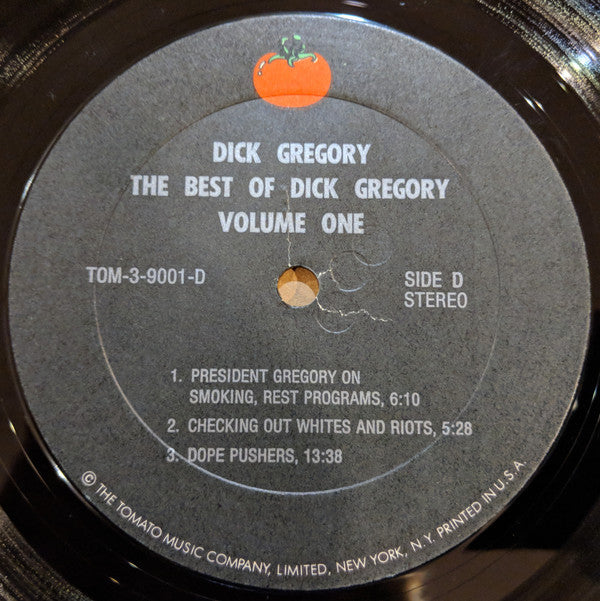 DICK GREGORY
THE BEST OF DICK GREGORY
VOLUME ONE
TOM-3-9001-D
SIDE D
STEREO
1. PRESIDENT GREGORY ON
SMOKING, REST PROGRAMS, 6:10
2. CHECKING OUT WHITES AND RIOTS, 5:28
3. DOPE PUSHERS, 13:38
© THE TOMATO MUSIC COMPANY, LIMITED, NEW YORK, N.Y. PRINTED IN U.S.A.